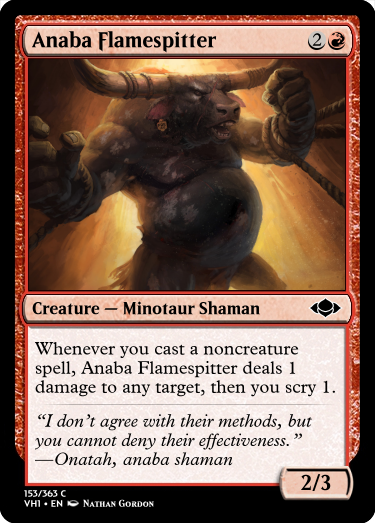 Anaba Flamespitter 2
Creature — Minotaur Shaman
Whenever you cast a noncreature
spell, Anaba Flamespitter deals 1
damage to any target, then you scry 1.
“I don’t agree with their methods, but
you cannot deny their effectiveness.”
—Onatah, anaba shaman
2/3
153/363 C
VH1 • EN Nathan Gordon